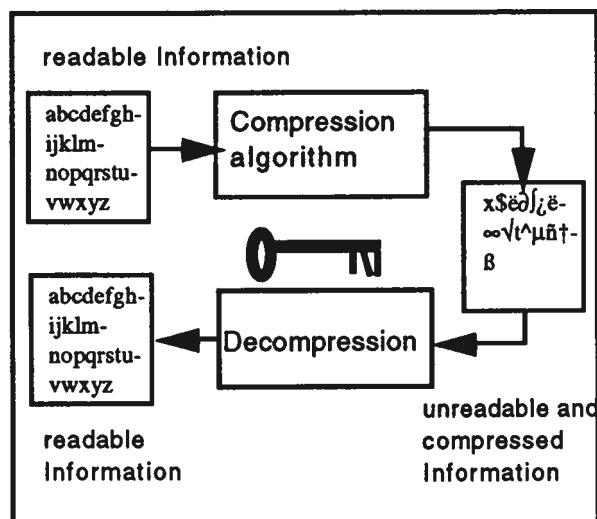 readable Information
abcdefgh-
ijklm-
nopqrstu-
vwxyz
Compression
algorithm
x$ë∂∫¿ë-
∞√t^µñ†-
ß
abcdefgh-
ijklm-
nopqrstu-
vwxyz
Decompression
readable
Information
unreadable and
compressed
Information